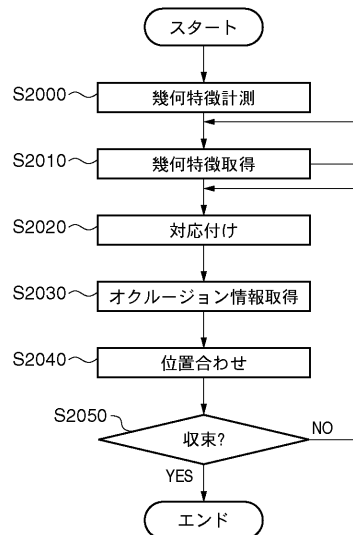 スタート
S2000
幾何特徴計測
S2010
幾何特徴取得
S2020
対応付け
S2030
オクルージョン情報取得
S2040
位置合わせ
S2050
収束?
NO
YES
エンド